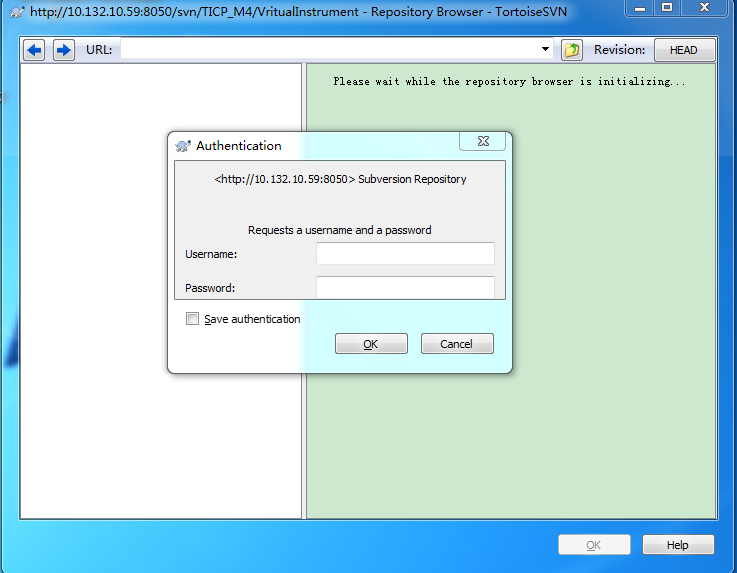 http://10.132.10.59:8050/svn/TICP_M4/VritualInstrument - Repository Browser - TortoiseSVN
URL:
Revision:
HEAD
Please wait while the repository browser is initializing...
Authentication
<http://10.132.10.59:8050> Subversion Repository
Requests a username and a password
Username:
Password:
Save authentication
OK
Cancel
OK
Help